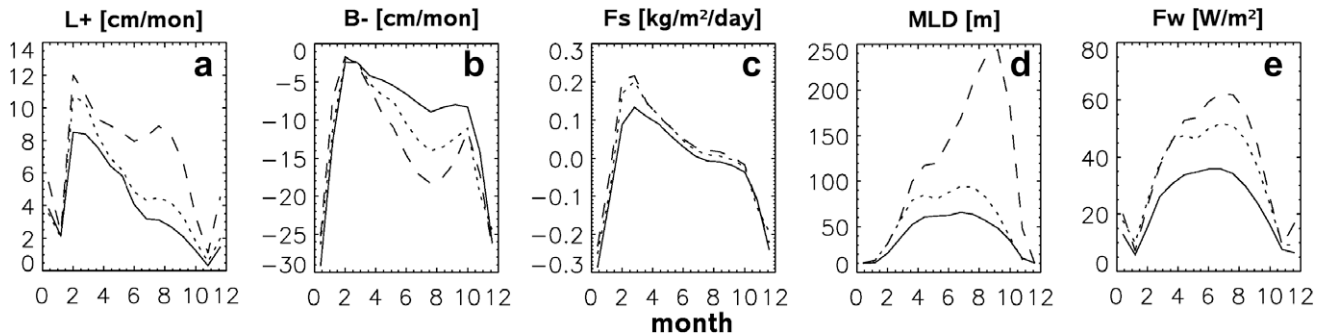 L+ [cm/mon] B- [cm/mon] Fs [kg/m²/day] MLD [m] Fw [W/m²]
a b c d e
14 12 10 8 6 4 2 0
0 -5 -10 -15 -20 -25 -30
0.3 0.2 0.1 0.0 -0.1 -0.2 -0.3
250 200 150 100 50 0
80 60 40 20 0
0 2 4 6 8 10 12 0 2 4 6 8 10 12 0 2 4 6 8 10 12 0 2 4 6 8 10 12 0 2 4 6 8 10 12
month